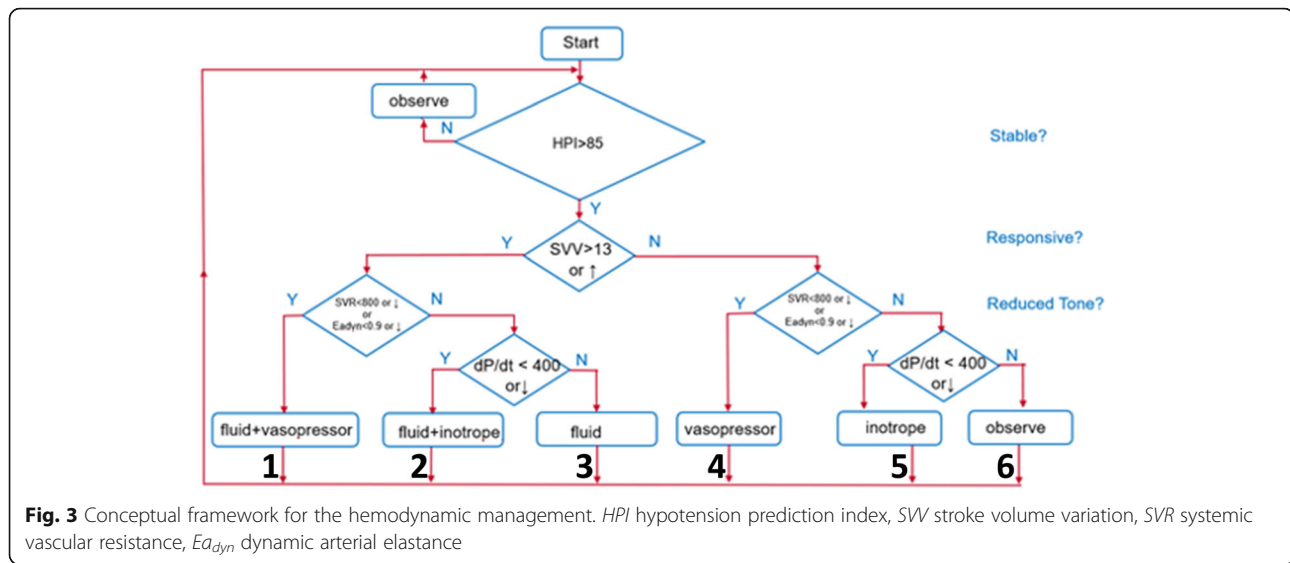 Start
observe
N
HPI>85
Stable?
Y
Y
SVV>13
or ↑
N
Responsive?
Y
SVR<800 or ↓
or
Eadyn<0.9 or ↓
N
Y
SVR<800 or ↓
or
Eadyn<0.9 or ↓
N
Reduced Tone?
Y
dP/dt < 400
or↓
N
Y
dP/dt < 400
or↓
N
fluid+vasopressor
fluid+inotrope
fluid
vasopressor
inotrope
observe
1
2
3
4
5
6
Fig. 3 Conceptual framework for the hemodynamic management. HPI hypotension prediction index, SVV stroke volume variation, SVR systemic
vascular resistance, Eadyn dynamic arterial elastance